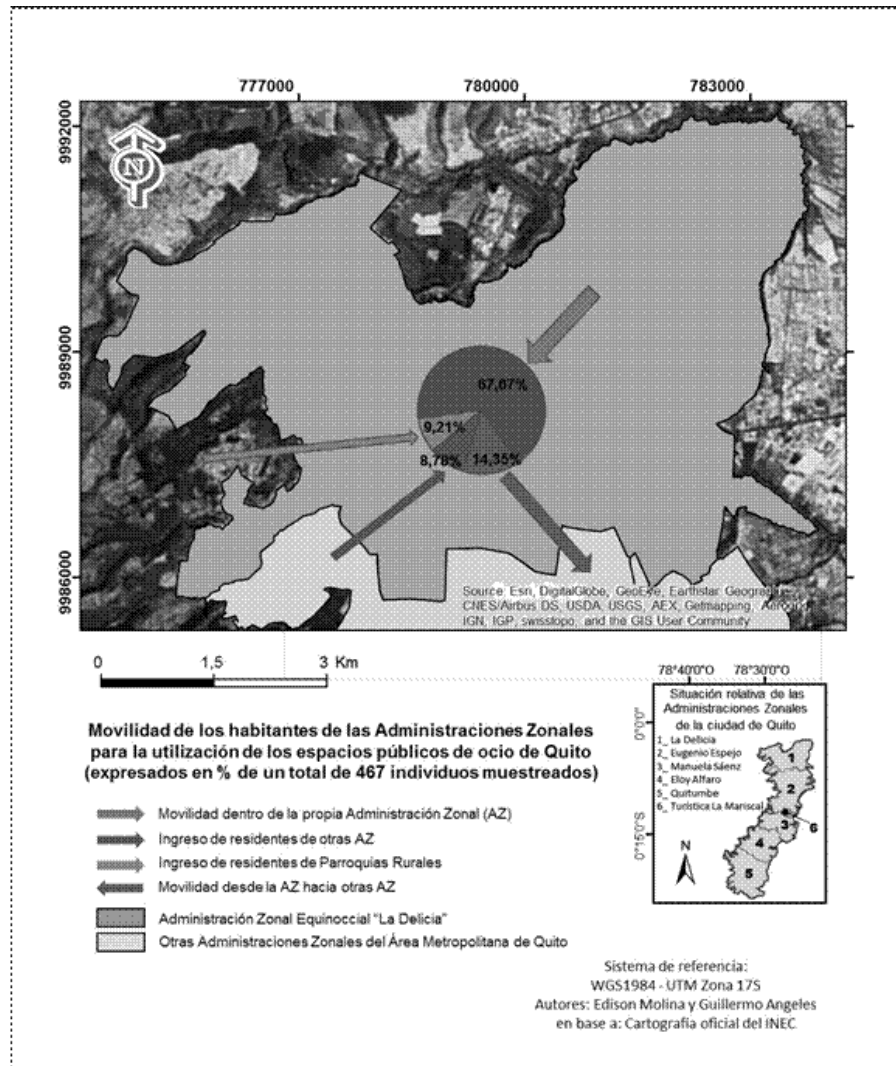 777000 780000 783000
9992000
9989000
9986000
N
67,67%
9,21%
8,78%
14,35%
Source: Esri, DigitalGlobe, GeoEye, Earthstar Geographics,
CNES/Airbus DS, USDA, USGS, AEX, Getmapping, Aerogrid,
IGN, IGP, swisstopo, and the GIS User Community
0 1,5 3 Km
Movilidad de los habitantes de las Administraciones Zonales
para la utilización de los espacios públicos de ocio de Quito
(expresados en % de un total de 467 individuos muestreados)
Movilidad dentro de la propia Administración Zonal (AZ)
Ingreso de residentes de otras AZ
Ingreso de residentes de Parroquias Rurales
Movilidad desde la AZ hacia otras AZ
Administración Zonal Equinoccial "La Delicia"
Otras Administraciones Zonales del Área Metropolitana de Quito
78°40'0"O 78°30'0"O
0°0'0"
0°15'0"S
Situación relativa de las
Administraciones Zonales
de la ciudad de Quito
1_ La Delicia
2_ Eugenio Espejo
3_ Manuela Sáenz
4_ Eloy Alfaro
5_ Quitumbe
6_ Turística La Mariscal
1
2
3
6
4
5
N
Sistema de referencia:
WGS1984 - UTM Zona 17S
Autores: Edison Molina y Guillermo Angeles
en base a: Cartografía oficial del INEC